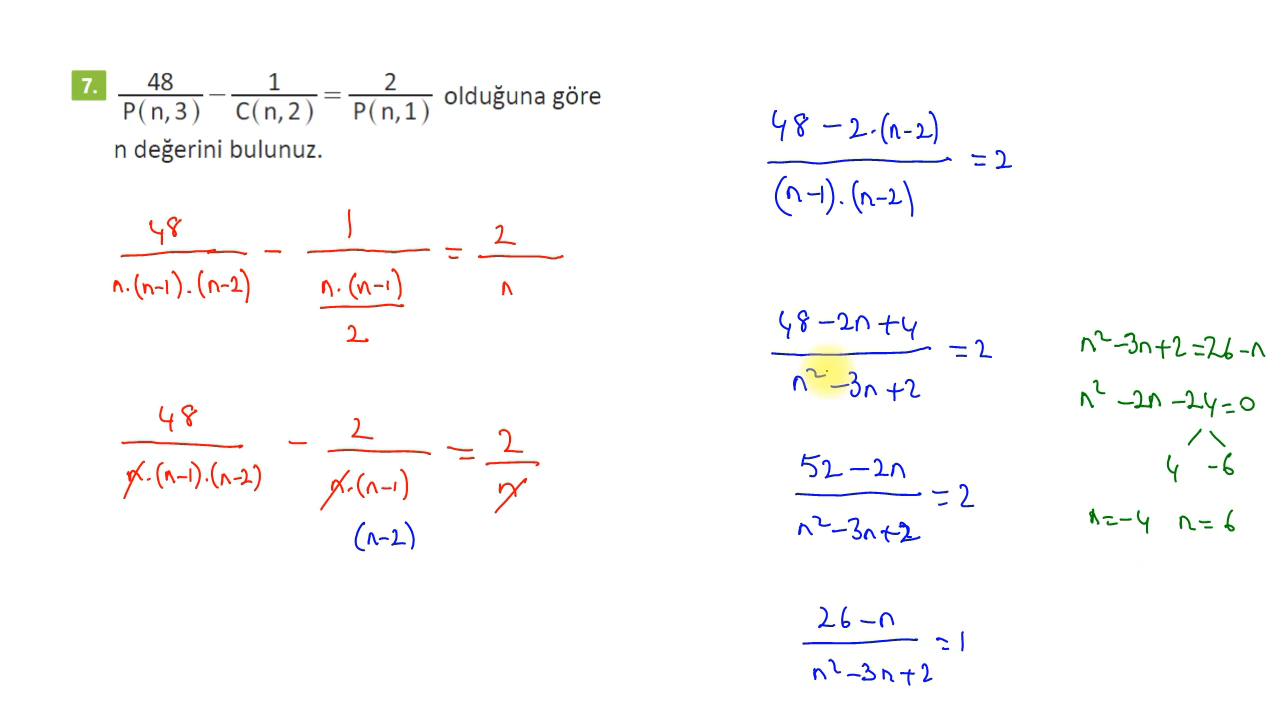 7. 48/P(n,3) − 1/C(n,2) = 2/P(n,1) olduğuna göre
n değerini bulunuz.
48/(n·(n−1)·(n−2)) − 1/((n·(n−1))/2) = 2/n
48/(n·(n−1)·(n−2)) − 2/(n·(n−1)) = 2/n
(n−2)
(48 − 2·(n−2))/((n−1)·(n−2)) = 2
(48 − 2n + 4)/(n² − 3n + 2) = 2
(52 − 2n)/(n² − 3n + 2) = 2
(26 − n)/(n² − 3n + 2) = 1
n² − 3n + 2 = 26 − n
n² − 2n − 24 = 0
4 −6
n = −4 n = 6